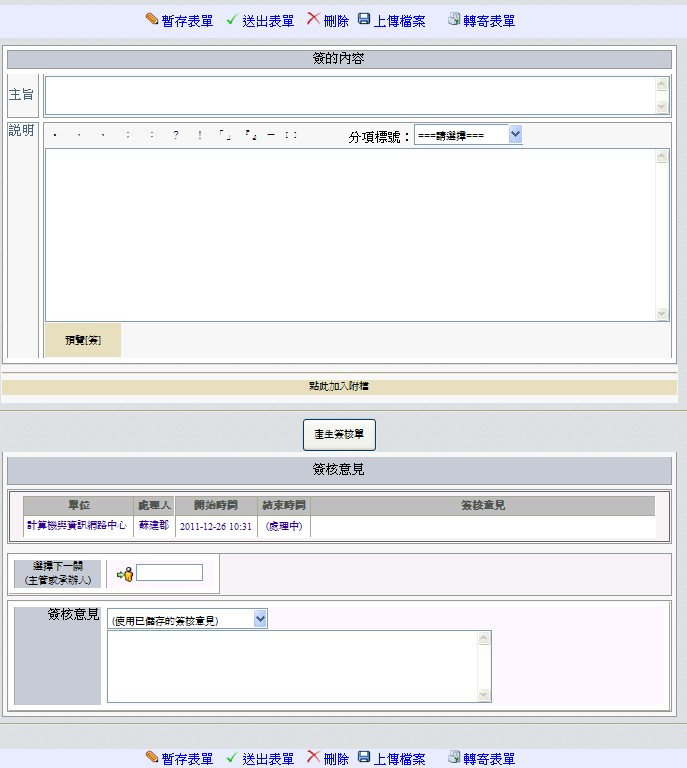 暫存表單 送出表單 刪除 上傳檔案 轉寄表單
簽的內容
主旨
説明
． ‧ 、 ； ： ？ ！ 「」 『』 － 〔〕 分項標號： ===請選擇===
預覽[簽]
點此加入附檔
產生簽核單
簽核意見
單位 處理人 開始時間 結束時間 簽核意見
計算機與資訊網路中心 蘇建郡 2011-12-26 10:31 (處理中)
選擇下一關
(主管或承辦人)
簽核意見 (使用已儲存的簽核意見)
暫存表單 送出表單 刪除 上傳檔案 轉寄表單